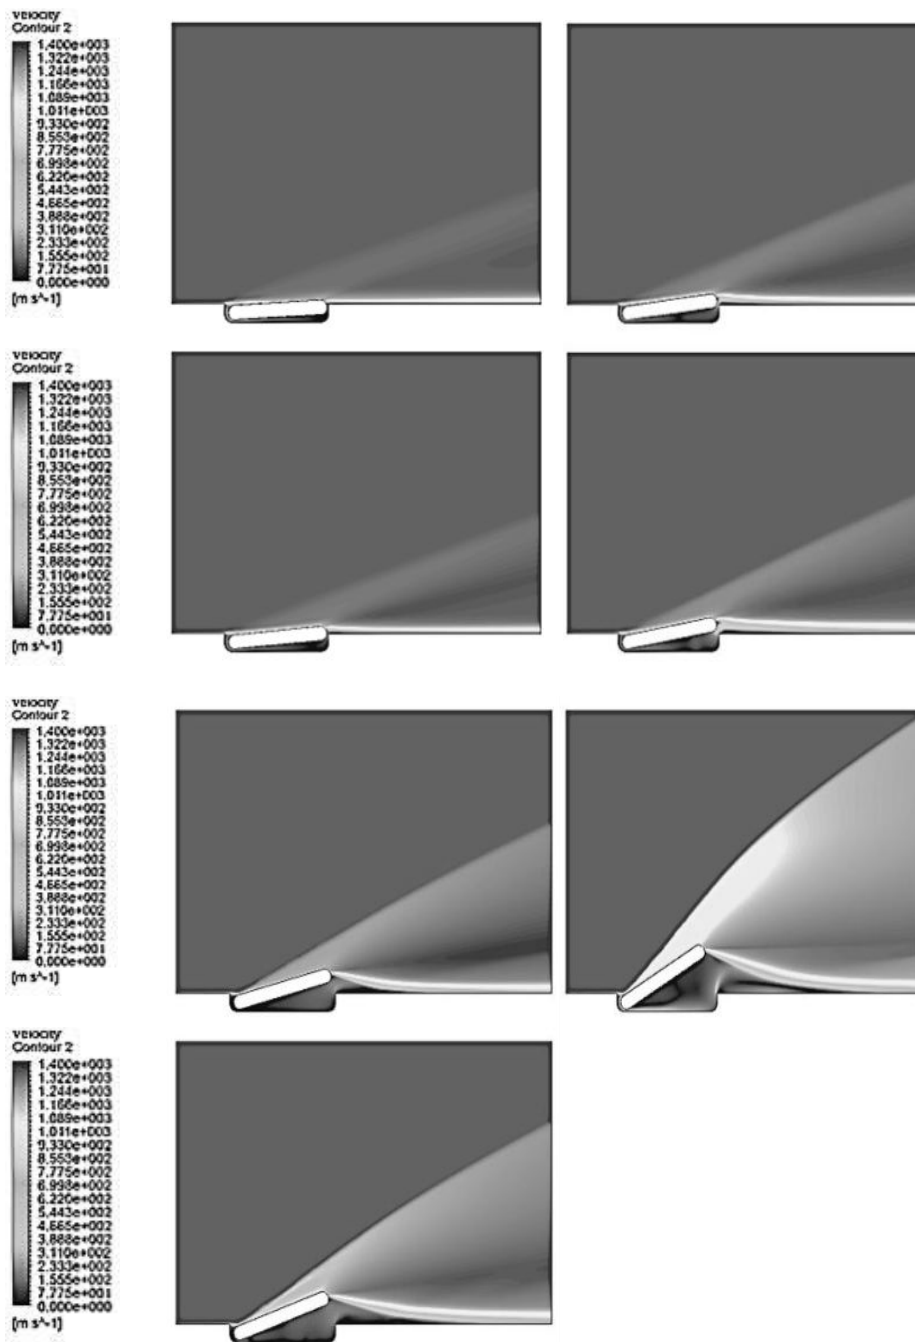 Velocity
Contour 2
1.400e+003
1.322e+003
1.244e+003
1.166e+003
1.089e+003
1.011e+003
9.330e+002
8.553e+002
7.775e+002
6.998e+002
6.220e+002
5.443e+002
4.665e+002
3.888e+002
3.110e+002
2.333e+002
1.555e+002
7.775e+001
0.000e+000
[m s^-1]
Velocity
Contour 2
1.400e+003
1.322e+003
1.244e+003
1.166e+003
1.089e+003
1.011e+003
9.330e+002
8.553e+002
7.775e+002
6.998e+002
6.220e+002
5.443e+002
4.665e+002
3.888e+002
3.110e+002
2.333e+002
1.555e+002
7.775e+001
0.000e+000
[m s^-1]
Velocity
Contour 2
1.400e+003
1.322e+003
1.244e+003
1.166e+003
1.089e+003
1.011e+003
9.330e+002
8.553e+002
7.775e+002
6.998e+002
6.220e+002
5.443e+002
4.665e+002
3.888e+002
3.110e+002
2.333e+002
1.555e+002
7.775e+001
0.000e+000
[m s^-1]
Velocity
Contour 2
1.400e+003
1.322e+003
1.244e+003
1.166e+003
1.089e+003
1.011e+003
9.330e+002
8.553e+002
7.775e+002
6.998e+002
6.220e+002
5.443e+002
4.665e+002
3.888e+002
3.110e+002
2.333e+002
1.555e+002
7.775e+001
0.000e+000
[m s^-1]